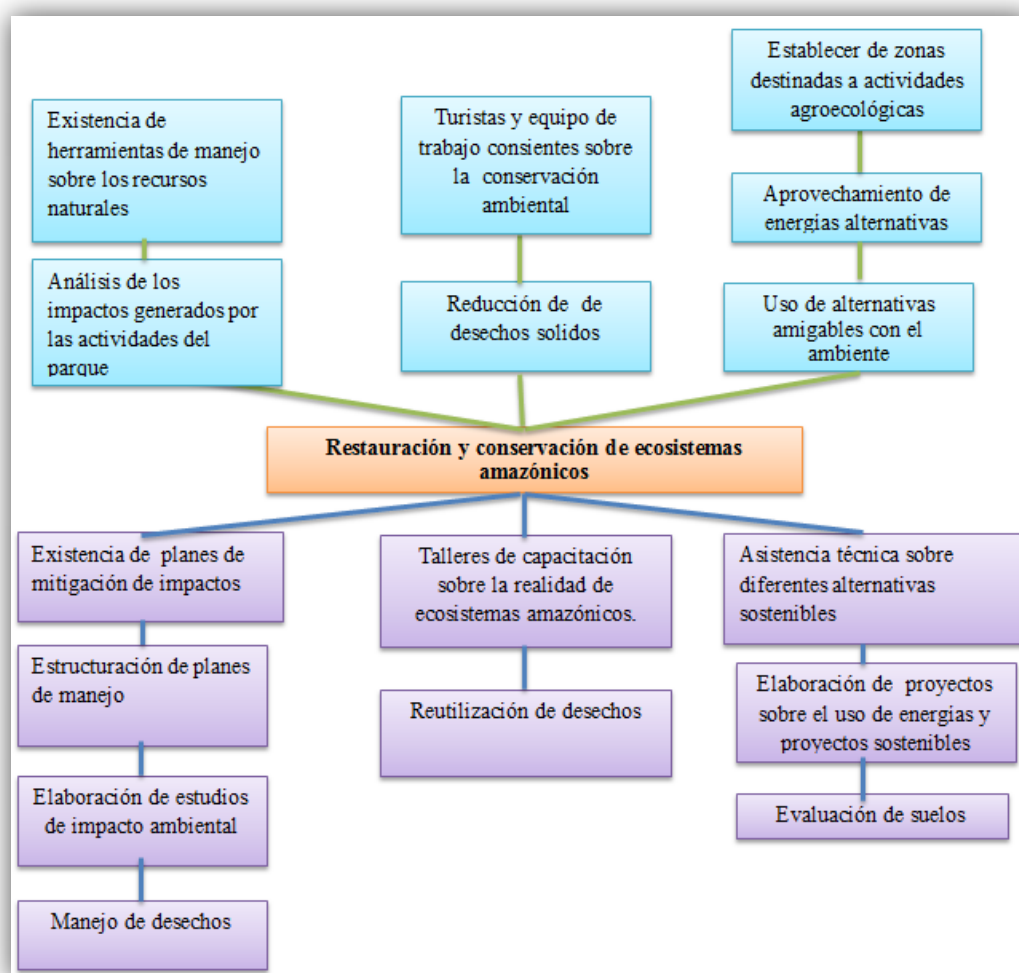 Existencia de
herramientas de manejo
sobre los recursos
naturales
Análisis de los
impactos generados por
las actividades del
parque
Turistas y equipo de
trabajo consientes sobre
la conservación
ambiental
Reducción de de
desechos solidos
Establecer de zonas
destinadas a actividades
agroecológicas
Aprovechamiento de
energías alternativas
Uso de alternativas
amigables con el
ambiente
Restauración y conservación de ecosistemas
amazónicos
Existencia de planes de
mitigación de impactos
Estructuración de planes
de manejo
Elaboración de estudios
de impacto ambiental
Manejo de desechos
Talleres de capacitación
sobre la realidad de
ecosistemas amazónicos.
Reutilización de desechos
Asistencia técnica sobre
diferentes alternativas
sostenibles
Elaboración de proyectos
sobre el uso de energías y
proyectos sostenibles
Evaluación de suelos